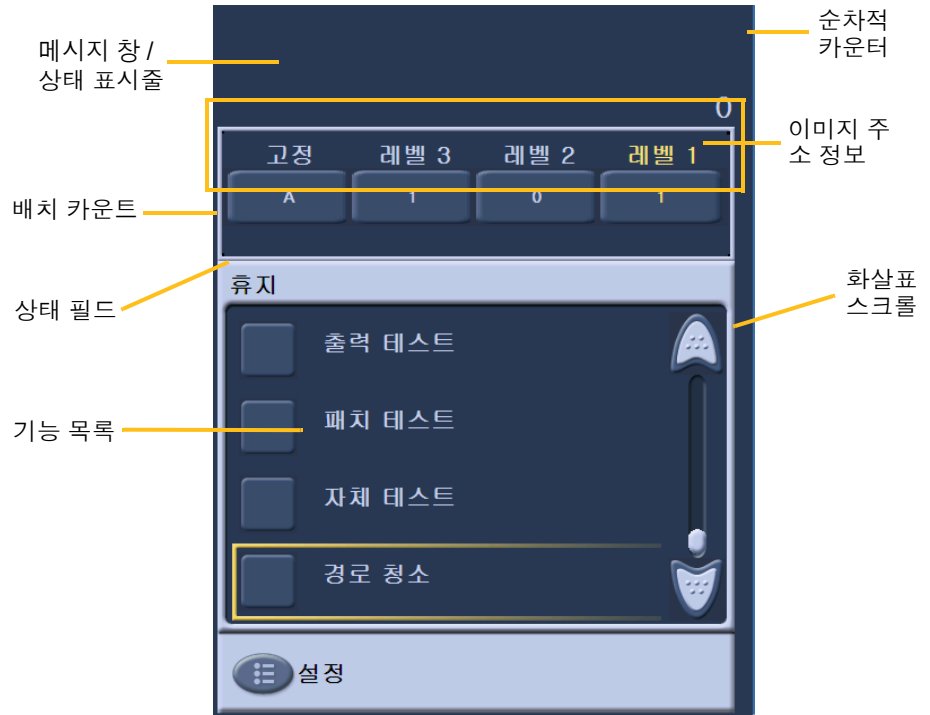 순차적
카운터
메시지 창 /
상태 표시줄
0
이미지 주
소 정보
고정 레벨 3 레벨 2 레벨 1
A 1 0 1
배치 카운트
휴지
화살표
스크롤
상태 필드
출력 테스트
패치 테스트
기능 목록
자체 테스트
경로 청소
설정